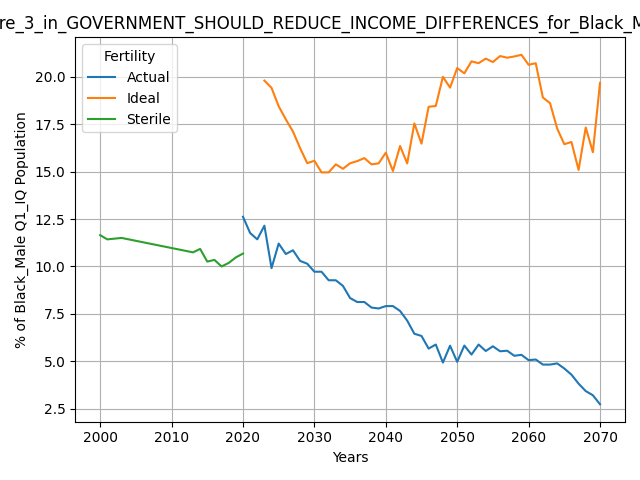 re_3_in_GOVERNMENT_SHOULD_REDUCE_INCOME_DIFFERENCES_for_Black_M
Fertility
Actual
Ideal
Sterile
% of Black_Male Q1_IQ Population
20.0
17.5
15.0
12.5
10.0
7.5
5.0
2.5
2000 2010 2020 2030 2040 2050 2060 2070
Years